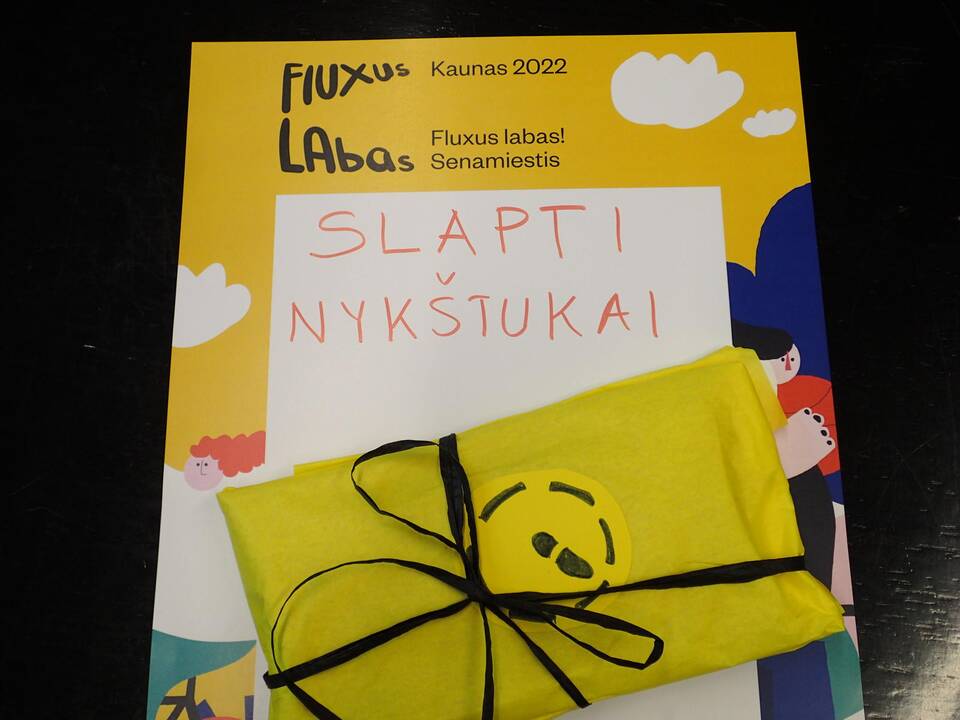 Fluxus
LAbas
Kaunas 2022
Fluxus labas!
Senamiestis
SLAPTI
NYKŠTUKAI